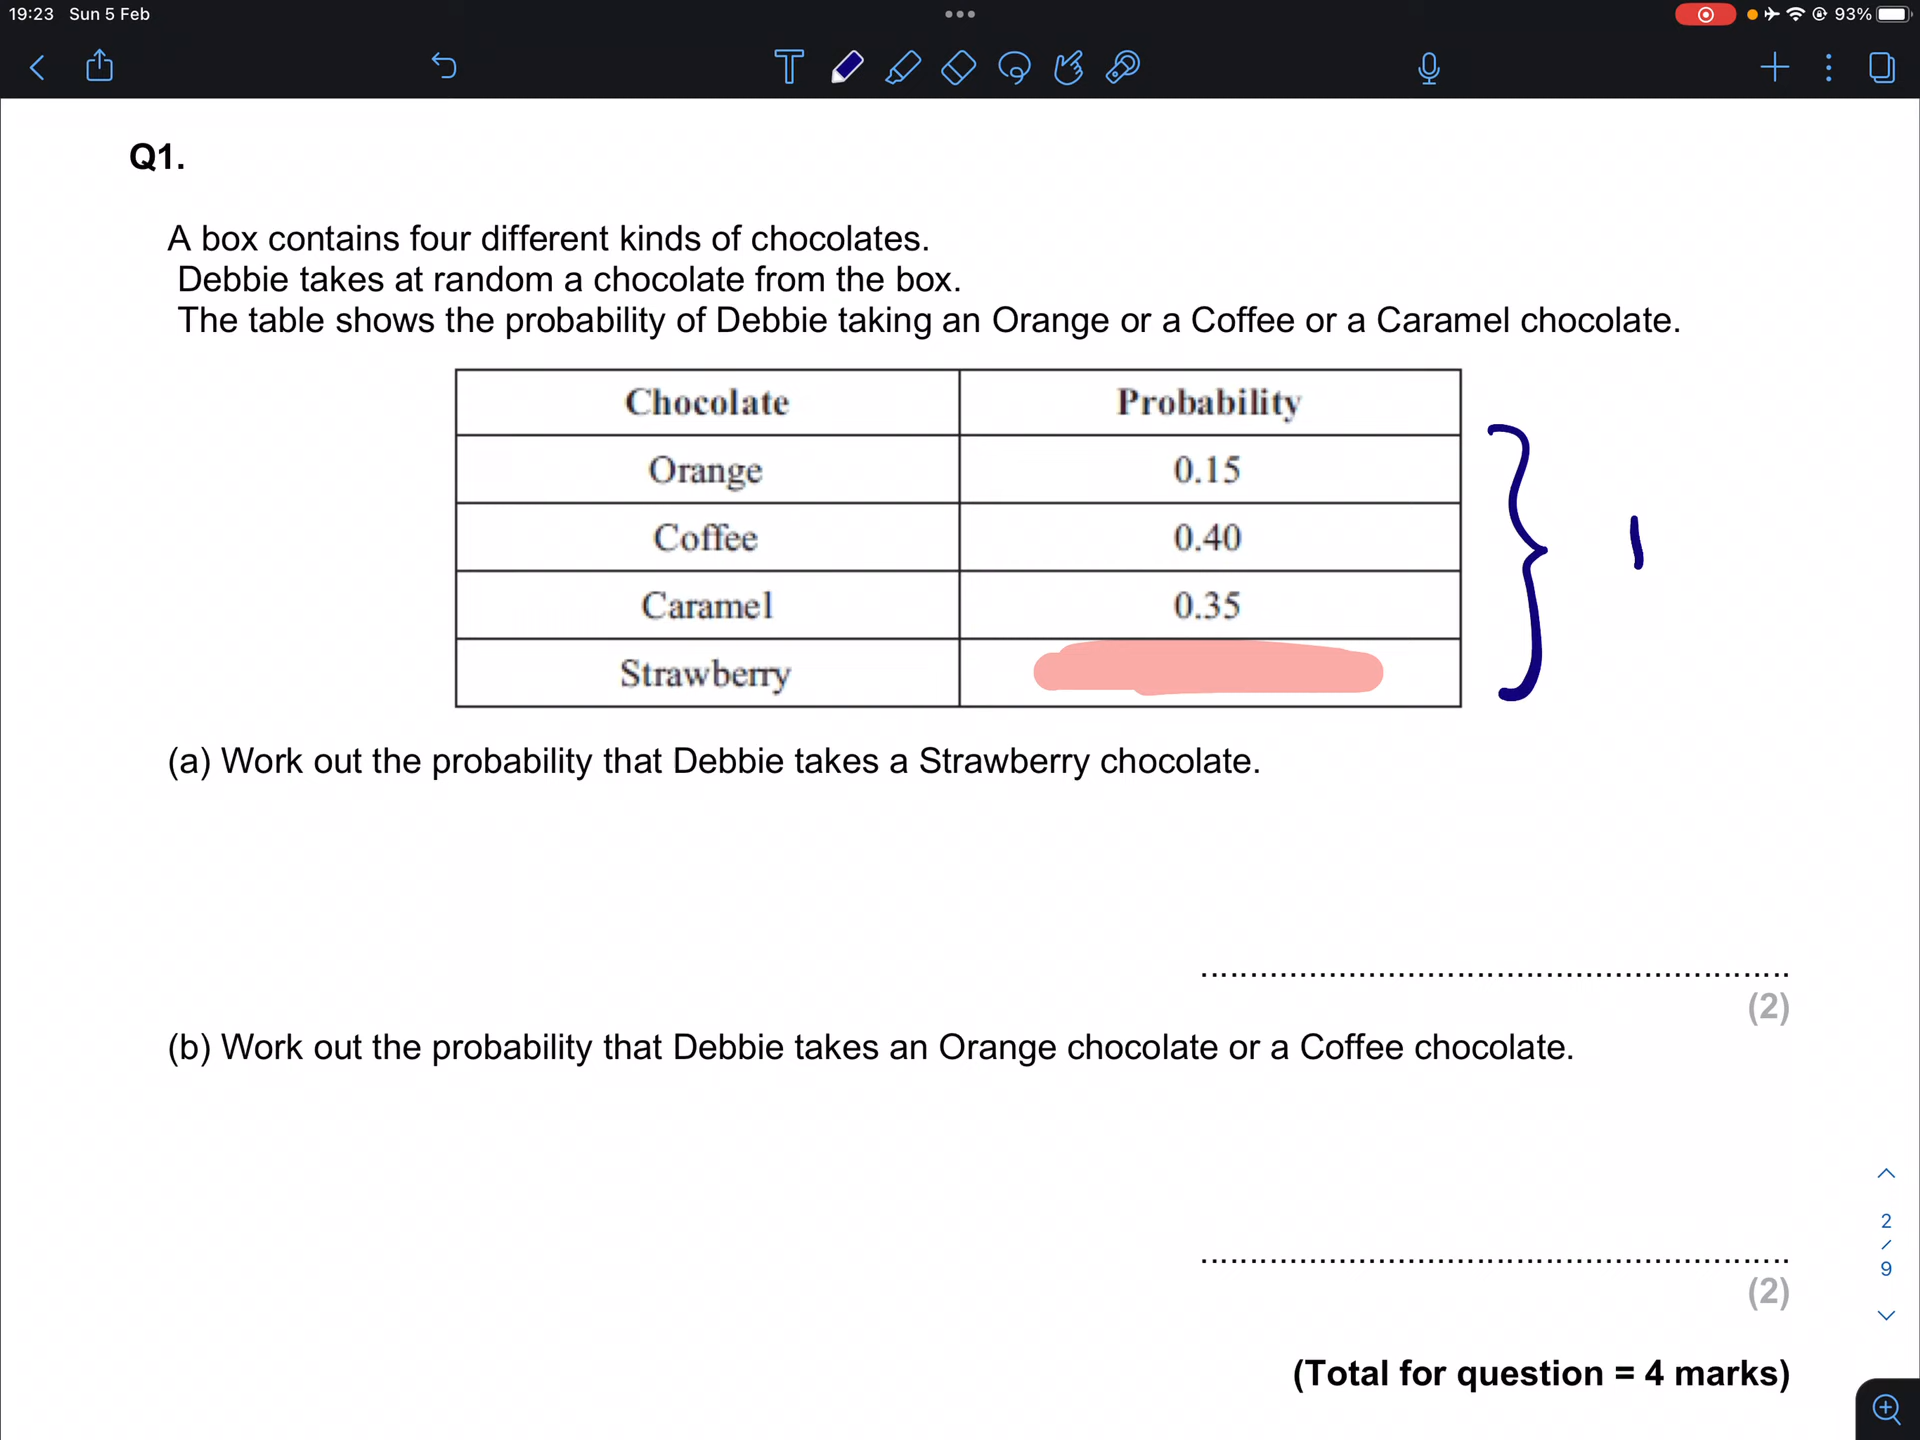 19:23 Sun 5 Feb
93%
Q1.
A box contains four different kinds of chocolates.
Debbie takes at random a chocolate from the box.
The table shows the probability of Debbie taking an Orange or a Coffee or a Caramel chocolate.
Chocolate Probability
Orange 0.15
Coffee 0.40
Caramel 0.35
Strawberry
1
(a) Work out the probability that Debbie takes a Strawberry chocolate.
...........................................................
(2)
(b) Work out the probability that Debbie takes an Orange chocolate or a Coffee chocolate.
...........................................................
(2)
(Total for question = 4 marks)
2
/
9